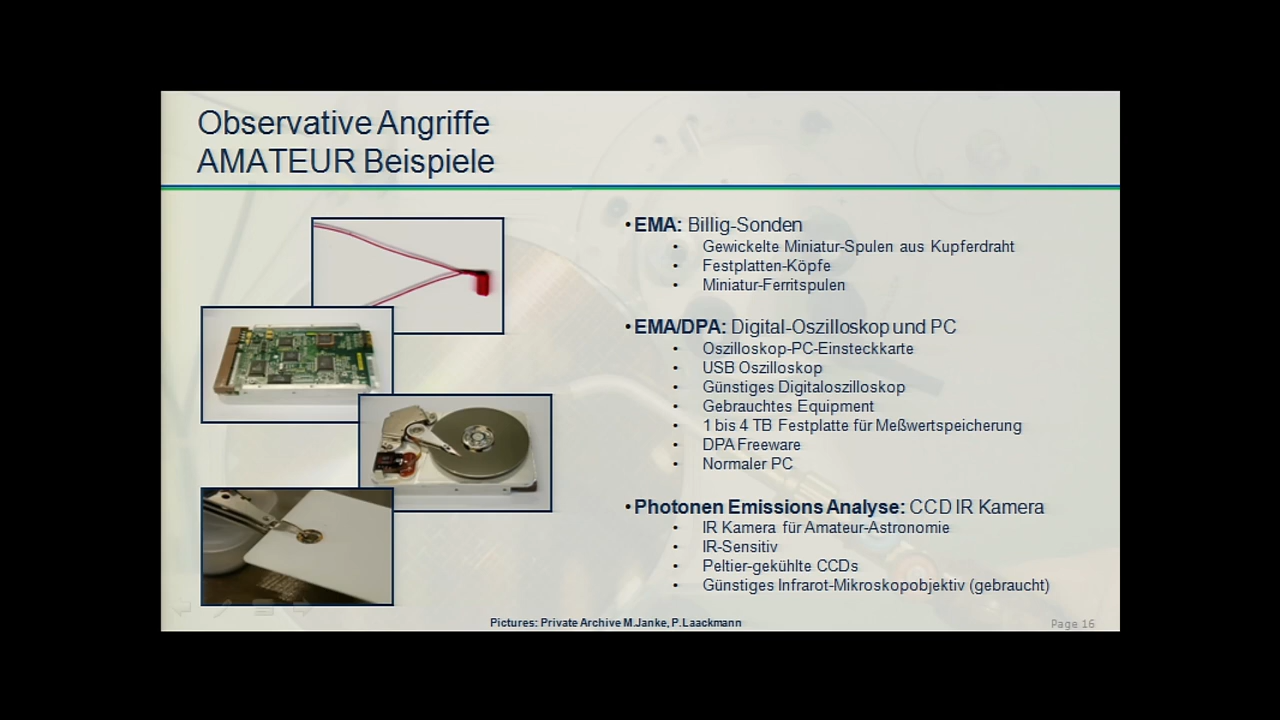 Observative Angriffe
AMATEUR Beispiele
• EMA: Billig-Sonden
• Gewickelte Miniatur-Spulen aus Kupferdraht
• Festplatten-Köpfe
• Miniatur-Ferritspulen
• EMA/DPA: Digital-Oszilloskop und PC
• Oszilloskop-PC-Einsteckkarte
• USB Oszilloskop
• Günstiges Digitaloszilloskop
• Gebrauchtes Equipment
• 1 bis 4 TB Festplatte für Meßwertspeicherung
• DPA Freeware
• Normaler PC
• Photonen Emissions Analyse: CCD IR Kamera
• IR Kamera für Amateur-Astronomie
• IR-Sensitiv
• Peltier-gekühlte CCDs
• Günstiges Infrarot-Mikroskopobjektiv (gebraucht)
Pictures: Private Archive M.Janke, P.Laackmann
Page 16